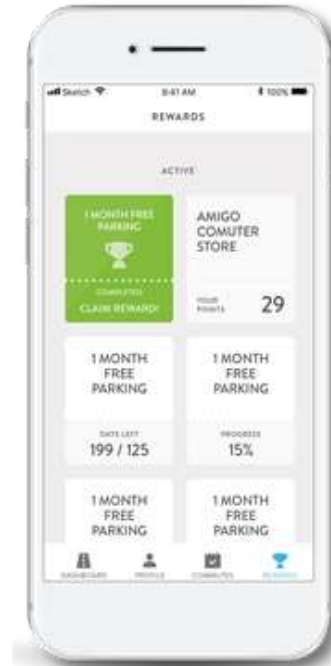 Sketch
9:41 AM
100%
REWARDS
ACTIVE
1 MONTH FREE
PARKING
COMPLETED
CLAIM REWARD!
AMIGO
COMUTER
STORE
YOUR
POINTS
29
1 MONTH
FREE
PARKING
DAYS LEFT
199 / 125
1 MONTH
FREE
PARKING
PROGRESS
15%
1 MONTH
FREE
PARKING
1 MONTH
FREE
PARKING
DASHBOARD
PROFILE
COMMUTES
REWARDS